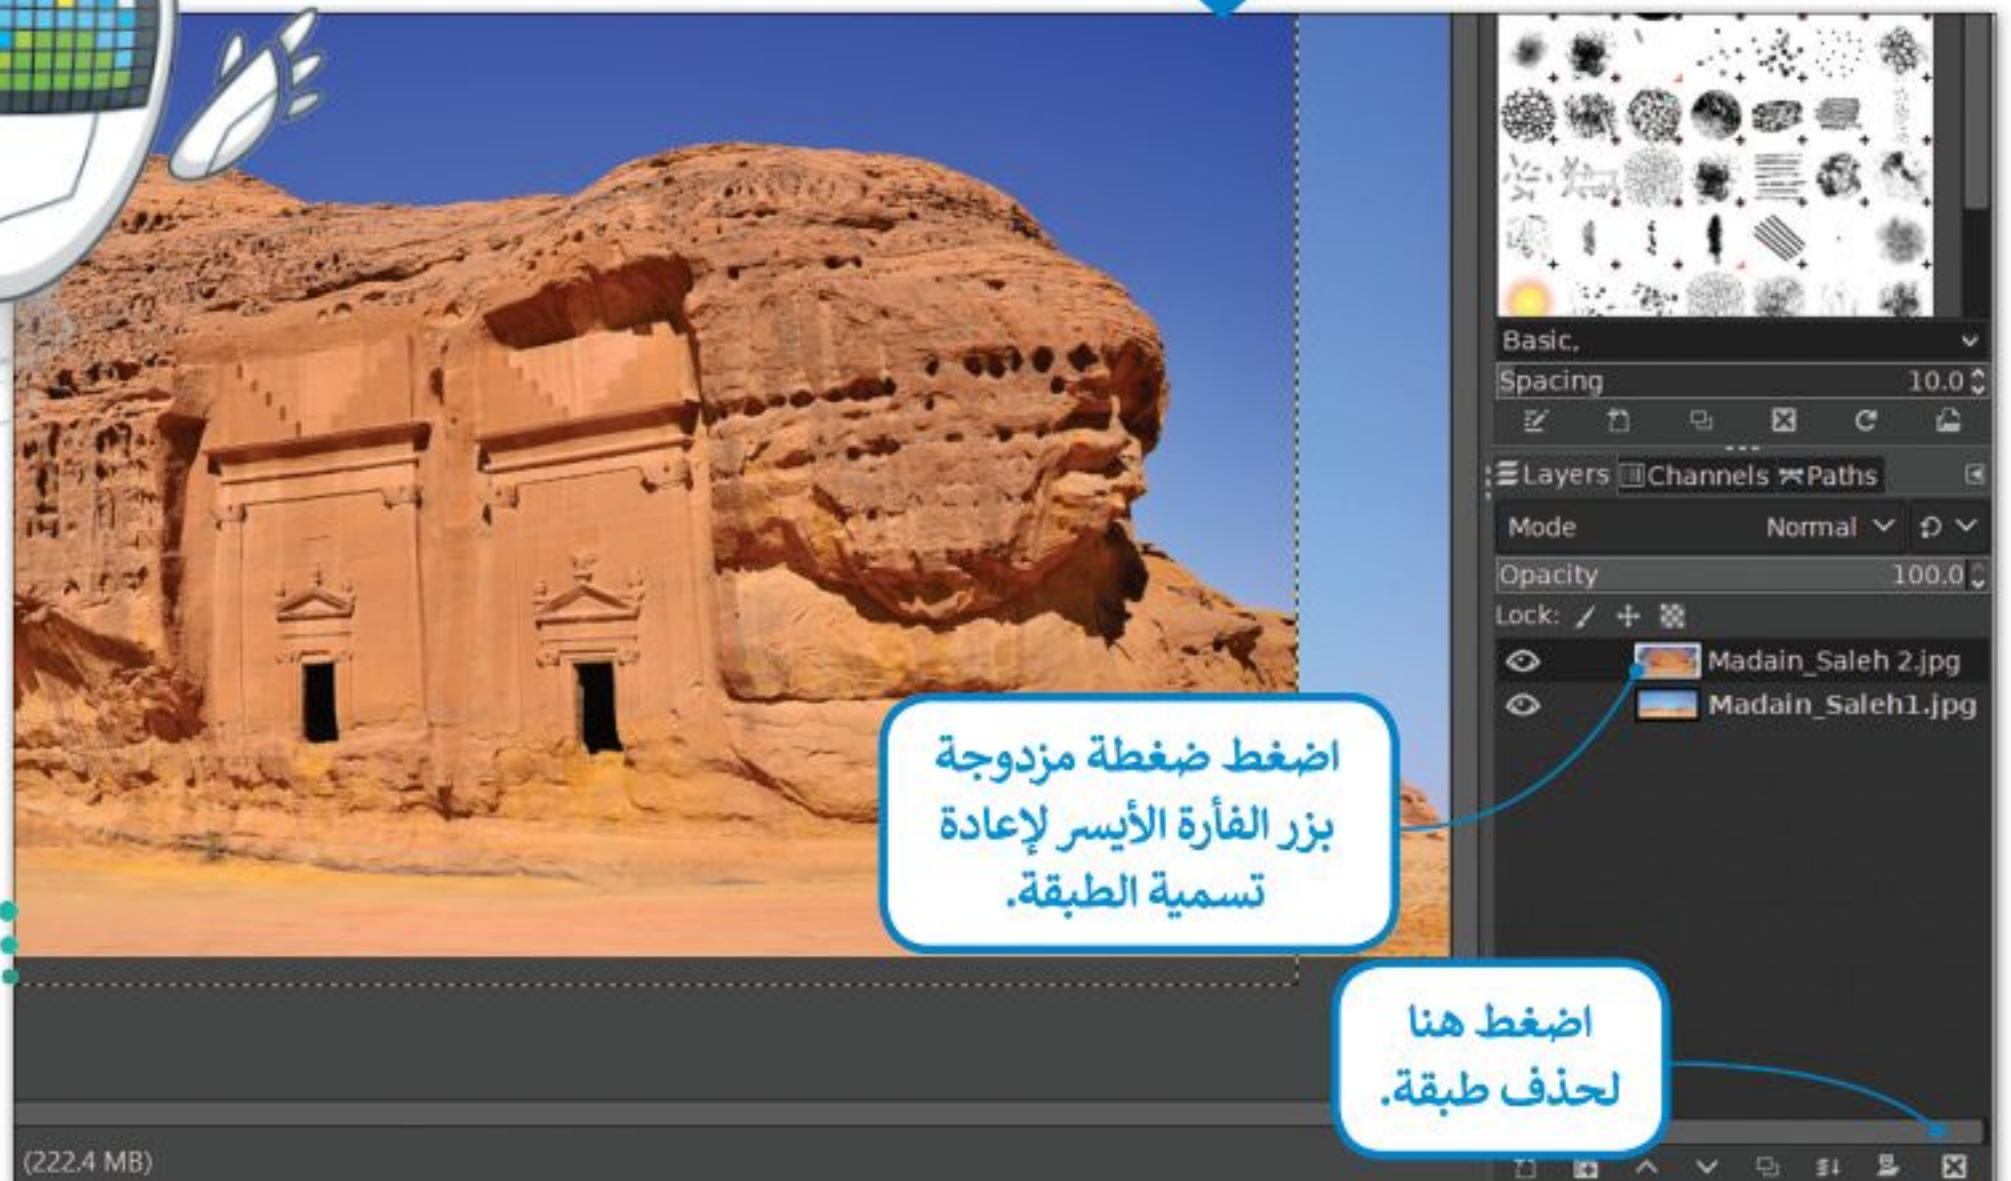 Basic,
Spacing 10.0
Layers Channels Paths
Mode Normal
Opacity 100.0
Lock:
Madain_Saleh 2.jpg
Madain_Saleh1.jpg
اضغط ضغطة مزدوجة
بزر الفأرة الأيسر لإعادة
تسمية الطبقة.
اضغط هنا
لحذف طبقة.
(222.4 MB)